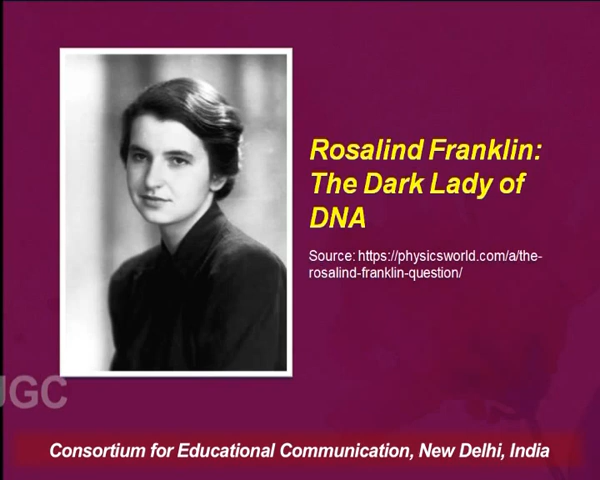 Rosalind Franklin:
The Dark Lady of
DNA
Source: https://physicsworld.com/a/the-
rosalind-franklin-question/
UGC
Consortium for Educational Communication, New Delhi, India